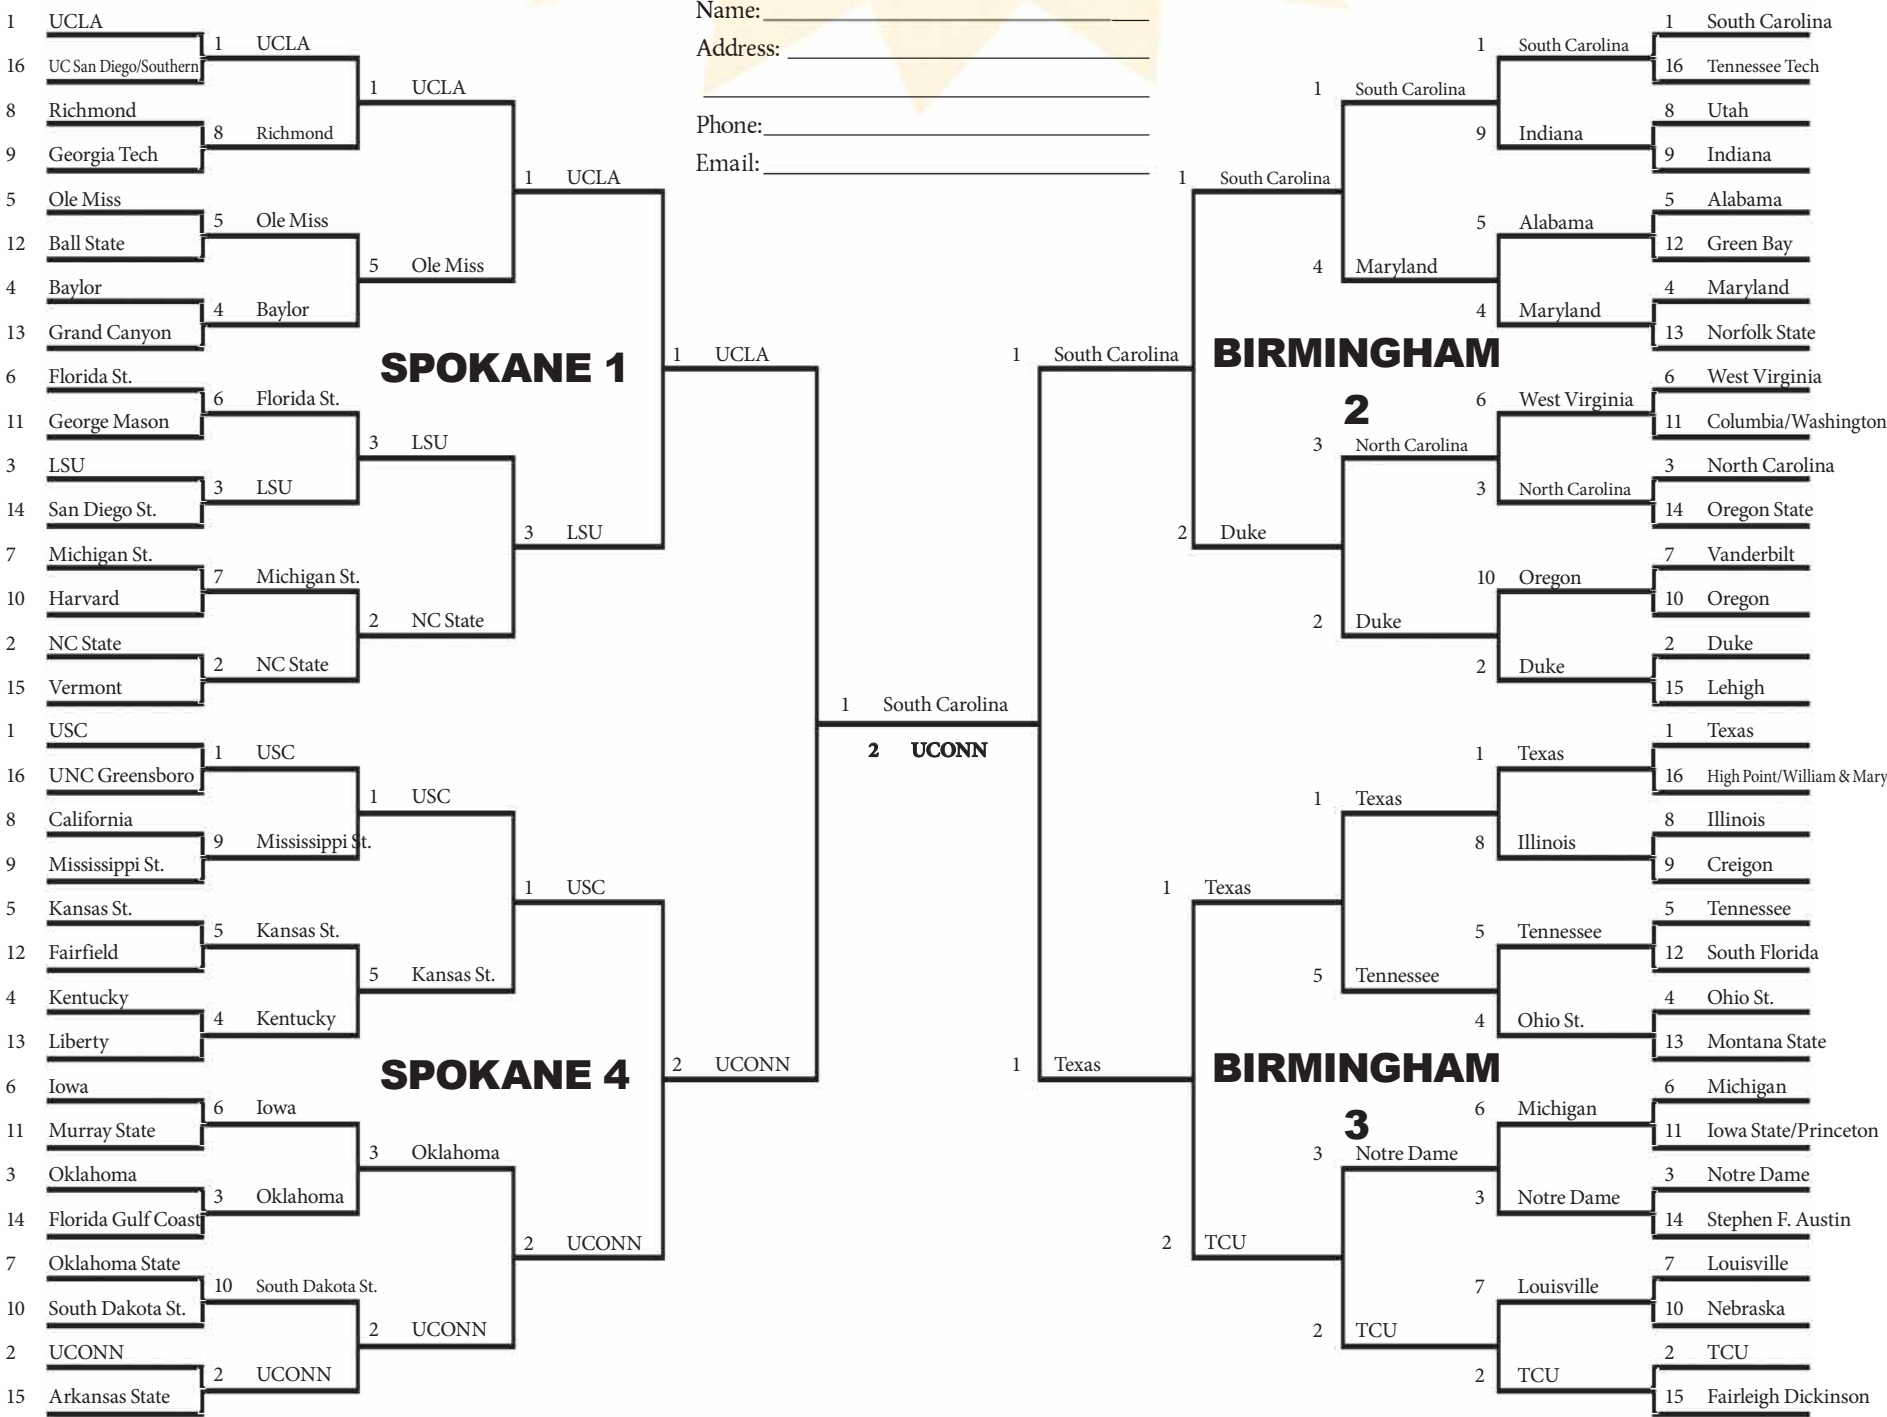 Name:
Address:
Phone:
Email:
1 UCLA
16 UC San Diego/Southern
8 Richmond
9 Georgia Tech
5 Ole Miss
12 Ball State
4 Baylor
13 Grand Canyon
6 Florida St.
11 George Mason
3 LSU
14 San Diego St.
7 Michigan St.
10 Harvard
2 NC State
15 Vermont
1 USC
16 UNC Greensboro
8 California
9 Mississippi St.
5 Kansas St.
12 Fairfield
4 Kentucky
13 Liberty
6 Iowa
11 Murray State
3 Oklahoma
14 Florida Gulf Coast
7 Oklahoma State
10 South Dakota St.
2 UCONN
15 Arkansas State
1 UCLA
8 Richmond
5 Ole Miss
4 Baylor
6 Florida St.
3 LSU
7 Michigan St.
2 NC State
1 USC
9 Mississippi St.
5 Kansas St.
4 Kentucky
6 Iowa
3 Oklahoma
10 South Dakota St.
2 UCONN
1 UCLA
5 Ole Miss
3 LSU
2 NC State
1 USC
5 Kansas St.
3 Oklahoma
2 UCONN
SPOKANE 1
SPOKANE 4
1 UCLA
3 LSU
1 USC
2 UCONN
1 UCLA
2 UCONN
1 South Carolina
2 UCONN
1 South Carolina
1 Texas
1 South Carolina
2 Duke
1 Texas
2 TCU
BIRMINGHAM
2
BIRMINGHAM
3
1 South Carolina
4 Maryland
3 North Carolina
2 Duke
1 Texas
5 Tennessee
3 Notre Dame
2 TCU
1 South Carolina
9 Indiana
5 Alabama
4 Maryland
6 West Virginia
3 North Carolina
10 Oregon
2 Duke
1 Texas
8 Illinois
5 Tennessee
4 Ohio St.
6 Michigan
3 Notre Dame
7 Louisville
2 TCU
1 South Carolina
16 Tennessee Tech
8 Utah
9 Indiana
5 Alabama
12 Green Bay
4 Maryland
13 Norfolk State
6 West Virginia
11 Columbia/Washington
3 North Carolina
14 Oregon State
7 Vanderbilt
10 Oregon
2 Duke
15 Lehigh
1 Texas
16 High Point/William & Mary
8 Illinois
9 Creigon
5 Tennessee
12 South Florida
4 Ohio St.
13 Montana State
6 Michigan
11 Iowa State/Princeton
3 Notre Dame
14 Stephen F. Austin
7 Louisville
10 Nebraska
2 TCU
15 Fairleigh Dickinson